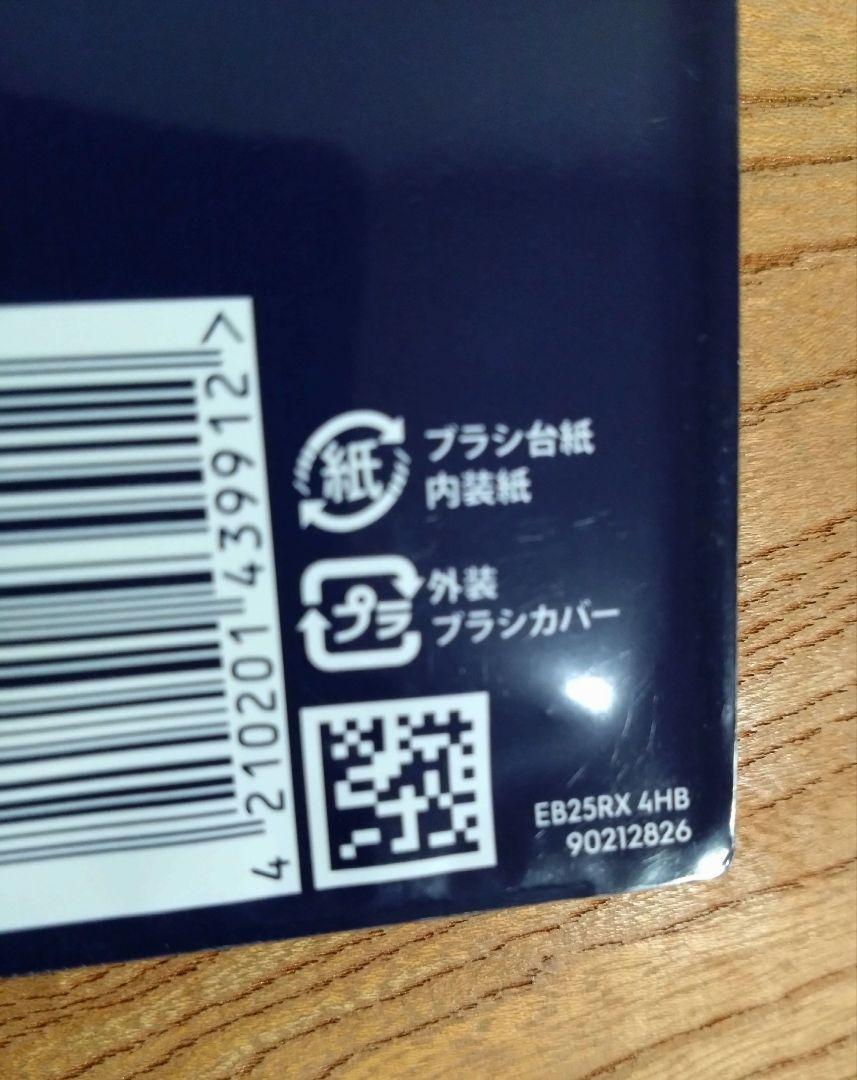 4 210201 439912 >
紙
ブラシ台紙
内装紙
プラ
外装
ブラシカバー
EB25RX 4HB
90212826